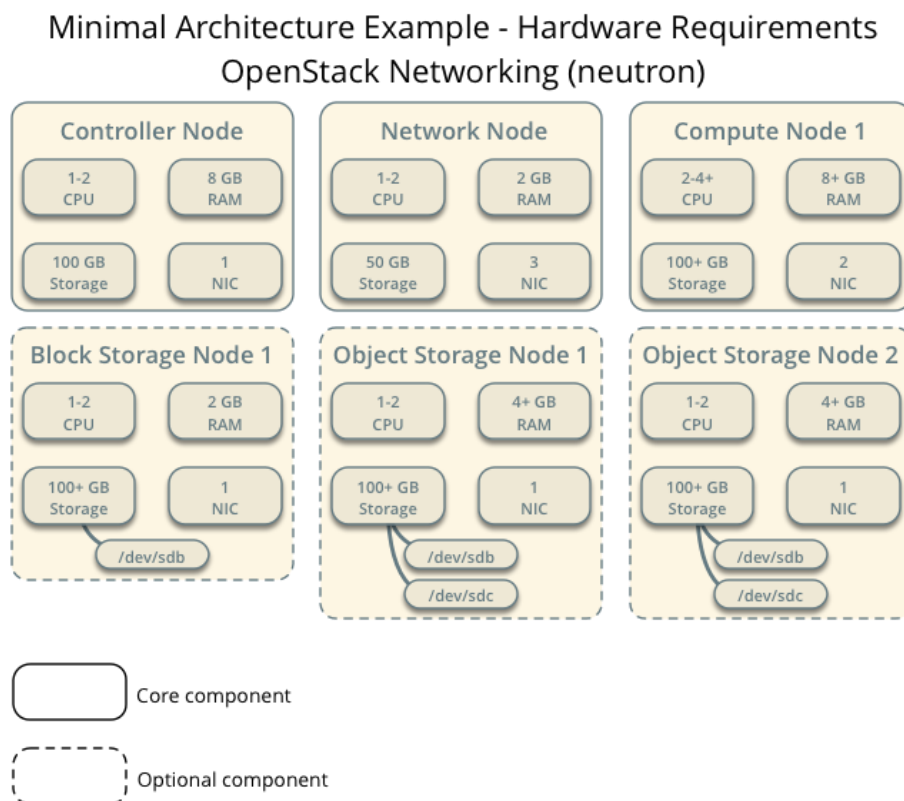 Minimal Architecture Example - Hardware Requirements
OpenStack Networking (neutron)
Controller Node
1-2
CPU
8 GB
RAM
100 GB
Storage
1
NIC
Network Node
1-2
CPU
2 GB
RAM
50 GB
Storage
3
NIC
Compute Node 1
2-4+
CPU
8+ GB
RAM
100+ GB
Storage
2
NIC
Block Storage Node 1
1-2
CPU
2 GB
RAM
100+ GB
Storage
1
NIC
/dev/sdb
Object Storage Node 1
1-2
CPU
4+ GB
RAM
100+ GB
Storage
1
NIC
/dev/sdb
/dev/sdc
Object Storage Node 2
1-2
CPU
4+ GB
RAM
100+ GB
Storage
1
NIC
/dev/sdb
/dev/sdc
Core component
Optional component